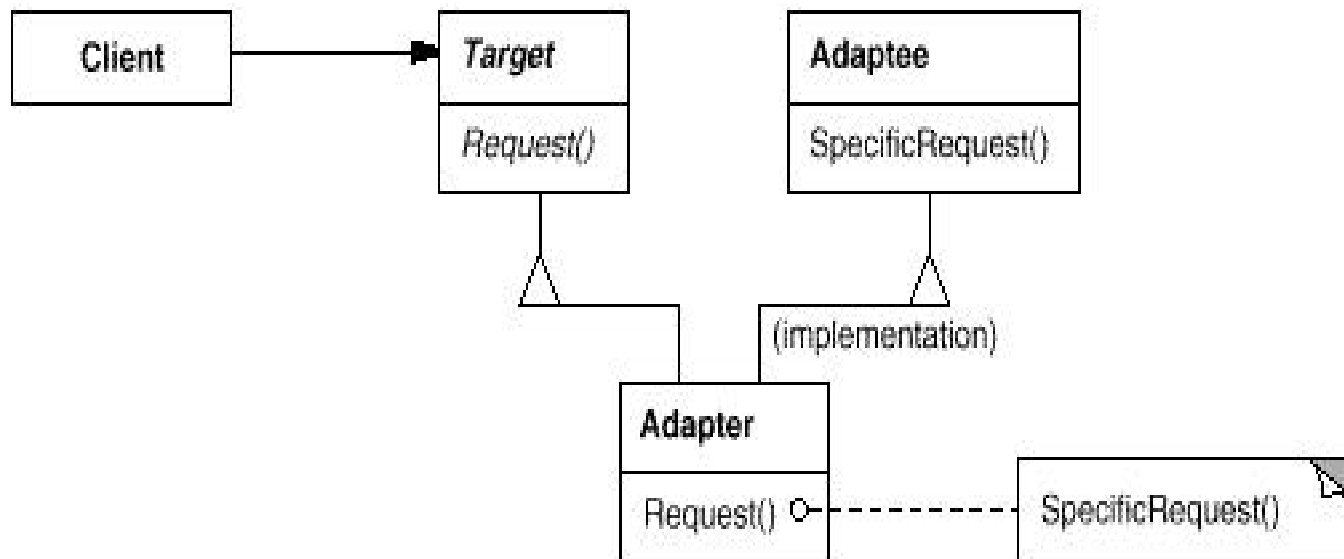 Client
Target
Request()
Adaptee
SpecificRequest()
(implementation)
Adapter
Request()
SpecificRequest()